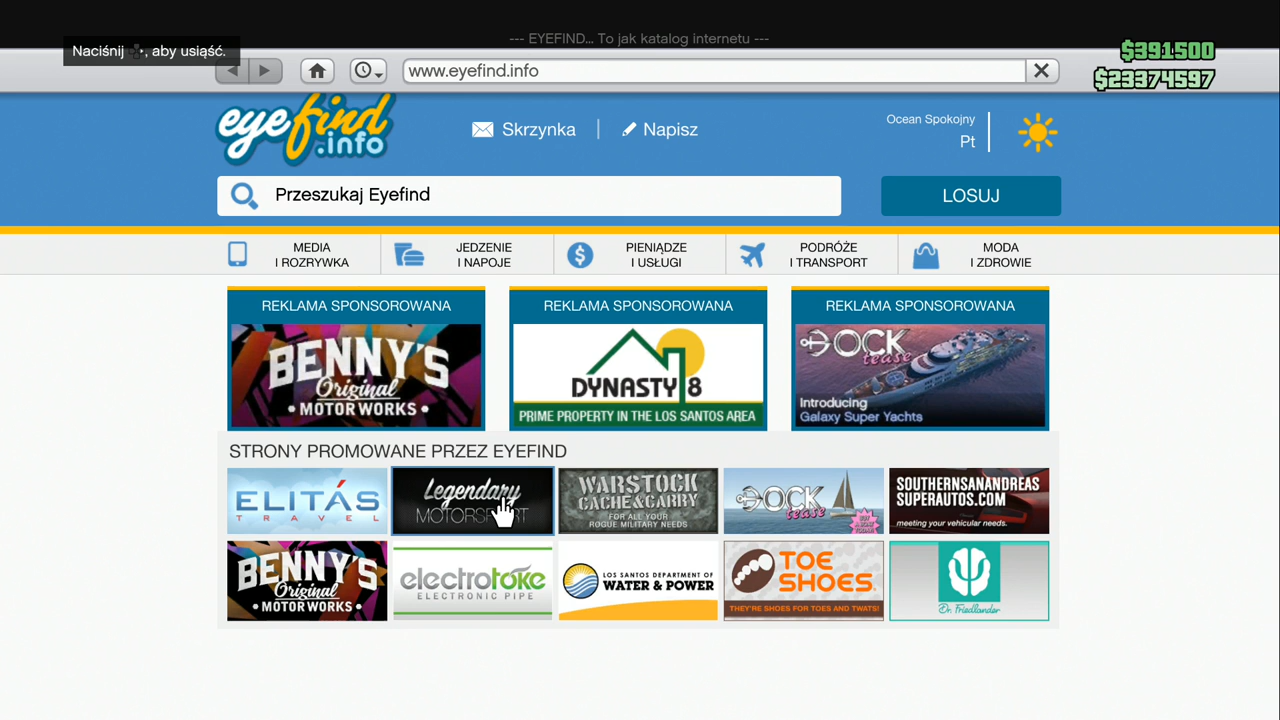 --- EYEFIND... To jak katalog internetu ---
Naciśnij , aby usiąść.
$391500
www.eyefind.info
$23374597
eyefind
.info
Skrzynka
Napisz
Ocean Spokojny
Pt
Przeszukaj Eyefind
LOSUJ
MEDIA
I ROZRYWKA
JEDZENIE
I NAPOJE
PIENIĄDZE
I USŁUGI
PODRÓŻE
I TRANSPORT
MODA
I ZDROWIE
REKLAMA SPONSOROWANA
BENNY'S
Original
• MOTOR WORKS •
REKLAMA SPONSOROWANA
DYNASTY 8
PRIME PROPERTY IN THE LOS SANTOS AREA
REKLAMA SPONSOROWANA
DOCK
tease
Introducing
Galaxy Super Yachts
STRONY PROMOWANE PRZEZ EYEFIND
ELITÁS
TRAVEL
Legendary
MOTORSPORT
WARSTOCK
CACHE & CARRY
FOR ALL YOUR
ROGUE MILITARY NEEDS
DOCK
tease
SOUTHERNSANANDREAS
SUPERAUTOS.COM
meeting your vehicular needs.
BENNY'S
Original
• MOTOR WORKS •
electrotoke
ELECTRONIC PIPE
LOS SANTOS DEPARTMENT OF
WATER & POWER
TOE
SHOES
THEY'RE SHOES FOR TOES AND TWATS!
Dr. Friedlander